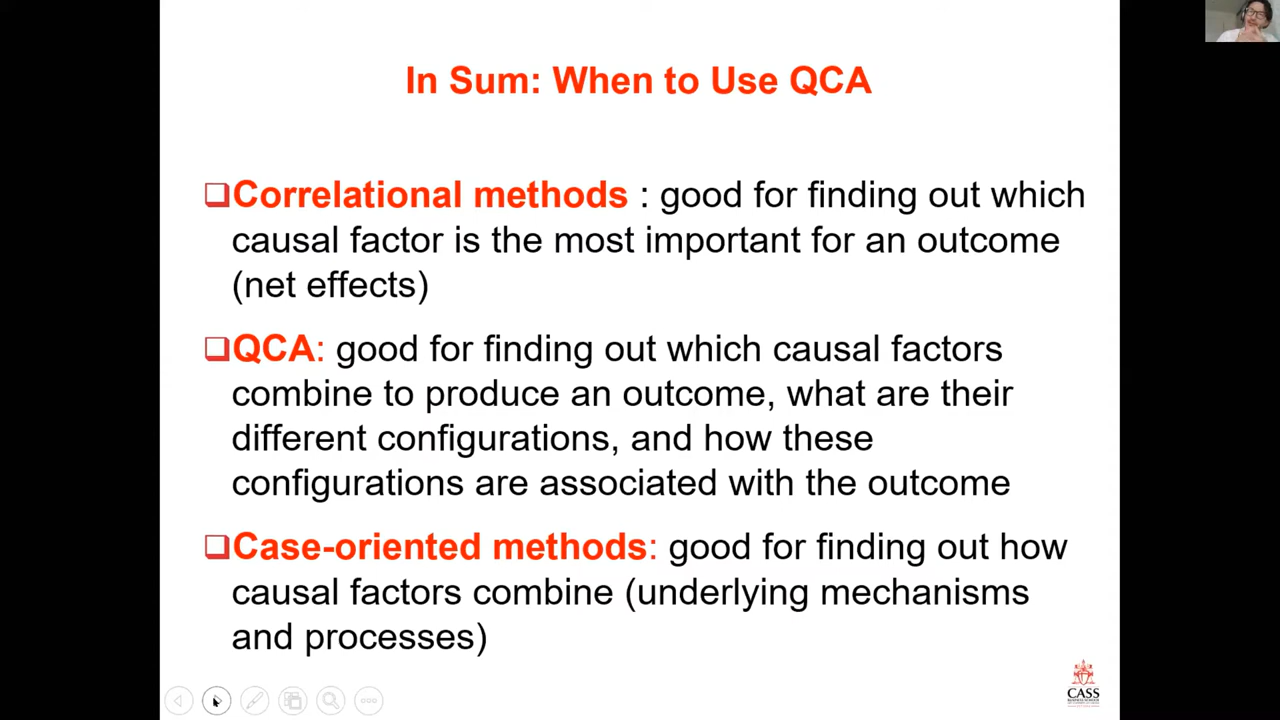 In Sum: When to Use QCA
Correlational methods : good for finding out which
causal factor is the most important for an outcome
(net effects)
QCA: good for finding out which causal factors
combine to produce an outcome, what are their
different configurations, and how these
configurations are associated with the outcome
Case-oriented methods: good for finding out how
causal factors combine (underlying mechanisms
and processes)
CASS